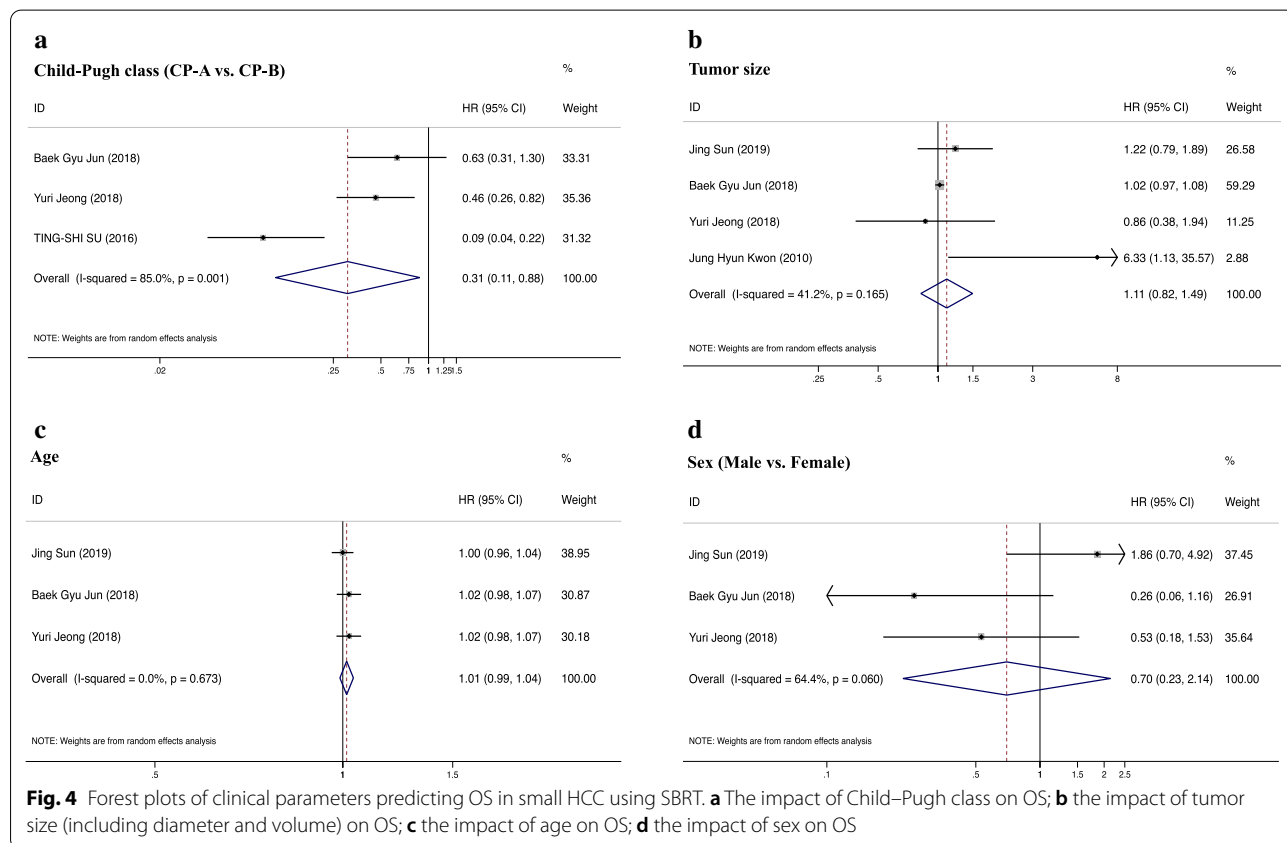 a
Child-Pugh class (CP-A vs. CP-B)
%
ID HR (95% CI) Weight
Baek Gyu Jun (2018) 0.63 (0.31, 1.30) 33.31
Yuri Jeong (2018) 0.46 (0.26, 0.82) 35.36
TING-SHI SU (2016) 0.09 (0.04, 0.22) 31.32
Overall (I-squared = 85.0%, p = 0.001) 0.31 (0.11, 0.88) 100.00
NOTE: Weights are from random effects analysis
.02 .25 .5 .75 1 1.25 1.5
b
Tumor size
%
ID HR (95% CI) Weight
Jing Sun (2019) 1.22 (0.79, 1.89) 26.58
Baek Gyu Jun (2018) 1.02 (0.97, 1.08) 59.29
Yuri Jeong (2018) 0.86 (0.38, 1.94) 11.25
Jung Hyun Kwon (2010) 6.33 (1.13, 35.57) 2.88
Overall (I-squared = 41.2%, p = 0.165) 1.11 (0.82, 1.49) 100.00
NOTE: Weights are from random effects analysis
.25 .5 1 1.5 3 8
c
Age
%
ID HR (95% CI) Weight
Jing Sun (2019) 1.00 (0.96, 1.04) 38.95
Baek Gyu Jun (2018) 1.02 (0.98, 1.07) 30.87
Yuri Jeong (2018) 1.02 (0.98, 1.07) 30.18
Overall (I-squared = 0.0%, p = 0.673) 1.01 (0.99, 1.04) 100.00
NOTE: Weights are from random effects analysis
.5 1 1.5
d
Sex (Male vs. Female)
%
ID HR (95% CI) Weight
Jing Sun (2019) 1.86 (0.70, 4.92) 37.45
Baek Gyu Jun (2018) 0.26 (0.06, 1.16) 26.91
Yuri Jeong (2018) 0.53 (0.18, 1.53) 35.64
Overall (I-squared = 64.4%, p = 0.060) 0.70 (0.23, 2.14) 100.00
NOTE: Weights are from random effects analysis
.1 .5 1 1.5 2 2.5
Fig. 4 Forest plots of clinical parameters predicting OS in small HCC using SBRT. a The impact of Child–Pugh class on OS; b the impact of tumor
size (including diameter and volume) on OS; c the impact of age on OS; d the impact of sex on OS